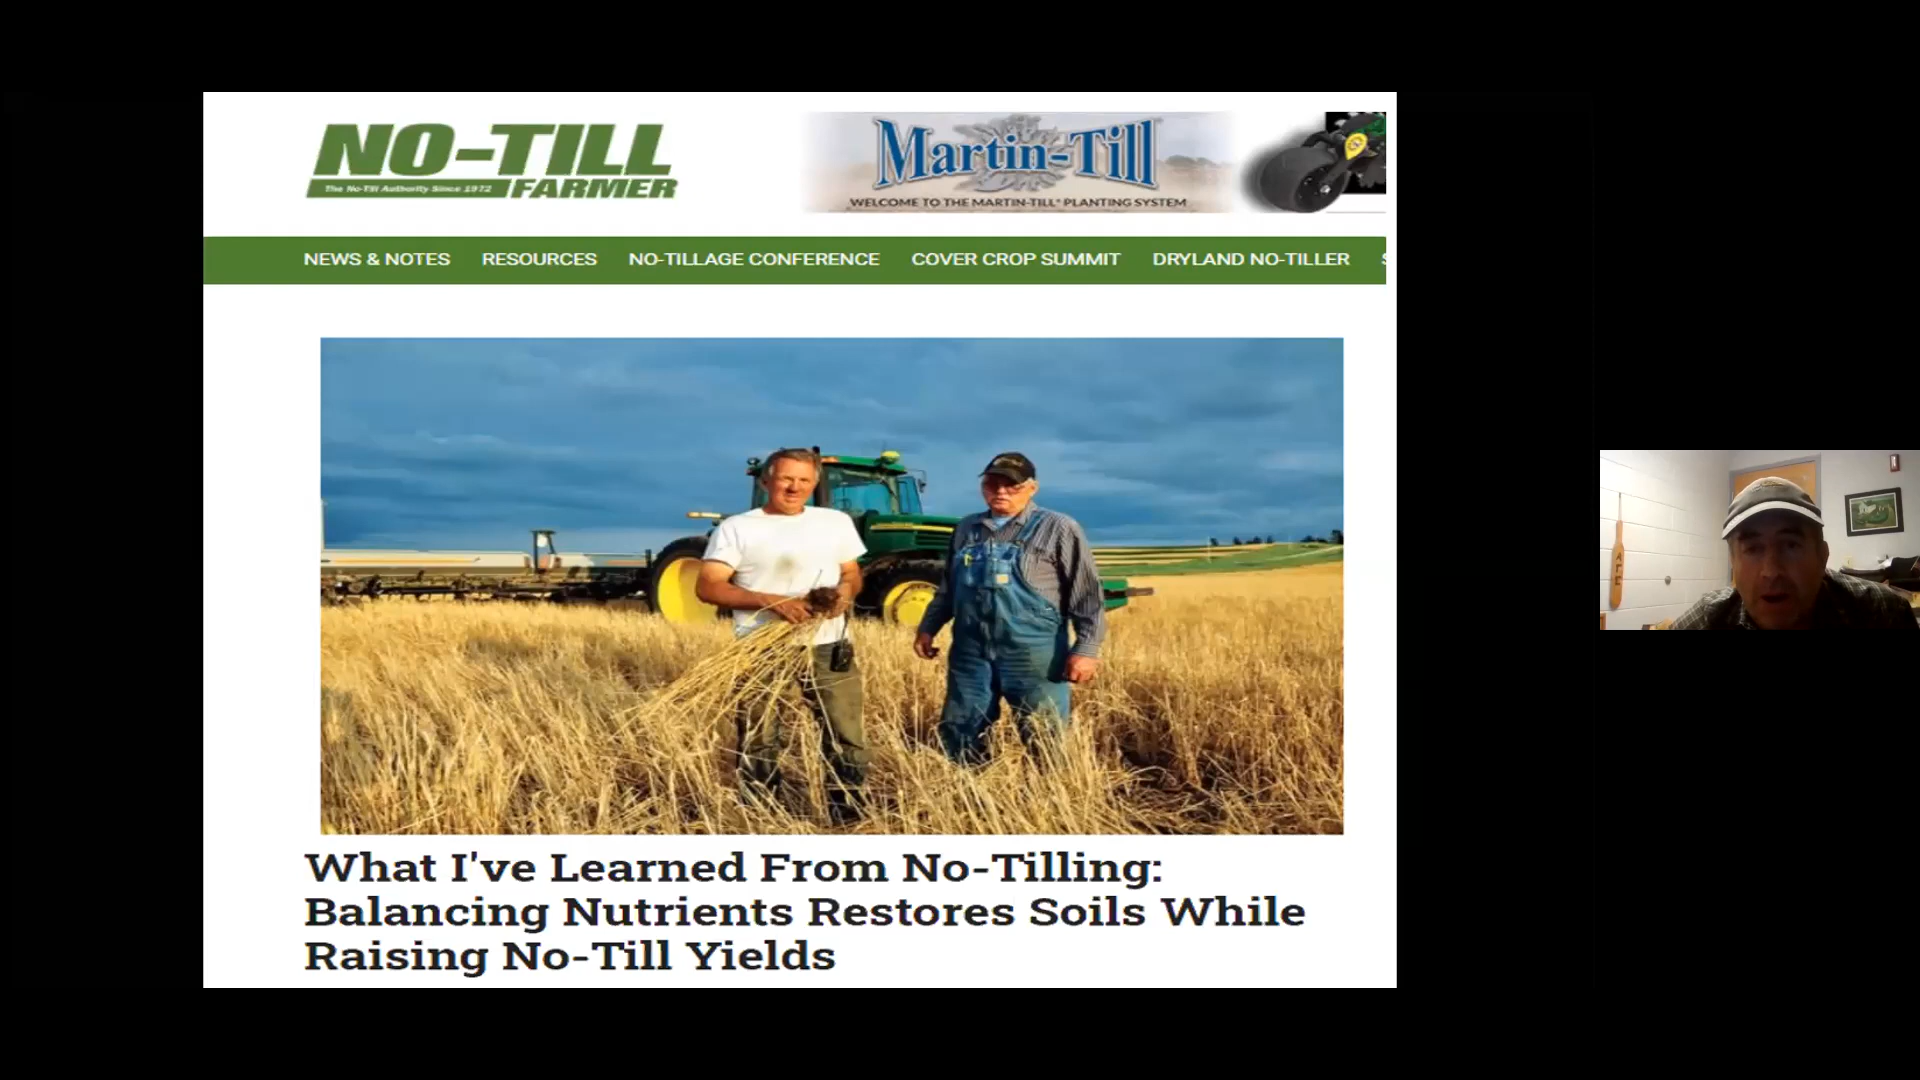 NO-TILL
The No-Till Authority Since 1972
FARMER
Martin-Till
WELCOME TO THE MARTIN-TILL® PLANTING SYSTEM
NEWS & NOTES RESOURCES NO-TILLAGE CONFERENCE COVER CROP SUMMIT DRYLAND NO-TILLER
What I've Learned From No-Tilling:
Balancing Nutrients Restores Soils While
Raising No-Till Yields